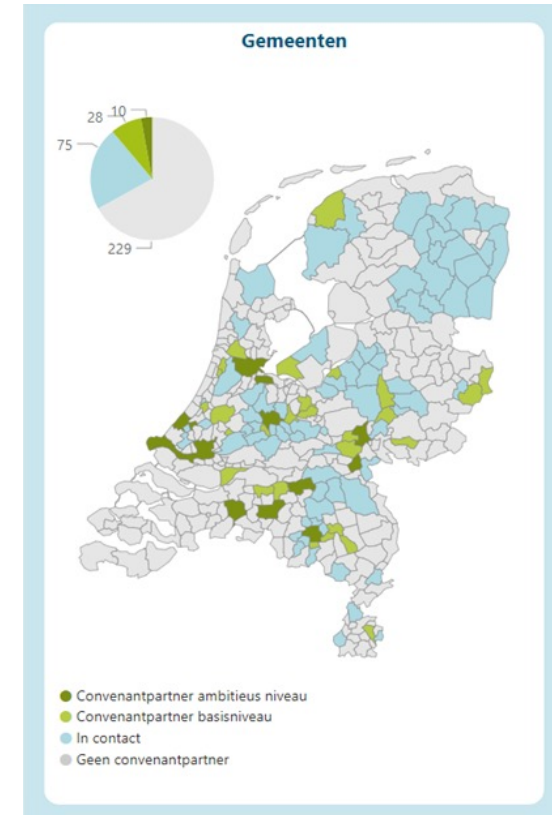 Gemeenten
28 10
75
229
Convenantpartner ambitieus niveau
Convenantpartner basisniveau
In contact
Geen convenantpartner